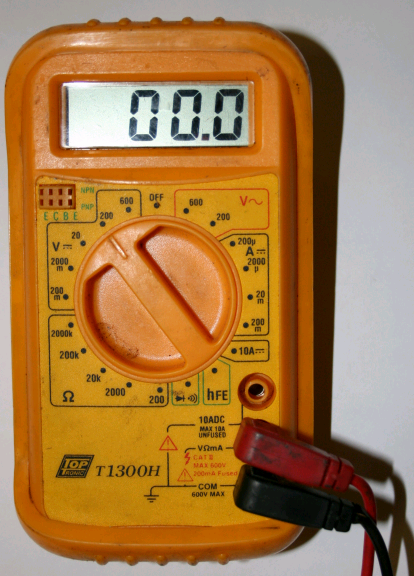 00.0
NPN
PNP
E C B E
OFF
600
200
V⎓
20
2000
m
200
m
600
V~
200
200µ
A⎓
2000
µ
20
m
200
m
10A⎓
2000k
200k
20k
2000
200
Ω
hFE
10ADC
MAX 10A
UNFUSED
VΩmA
CAT II
MAX 600V
200mA Fused
COM
600V MAX
TOP
TRONIC
T1300H